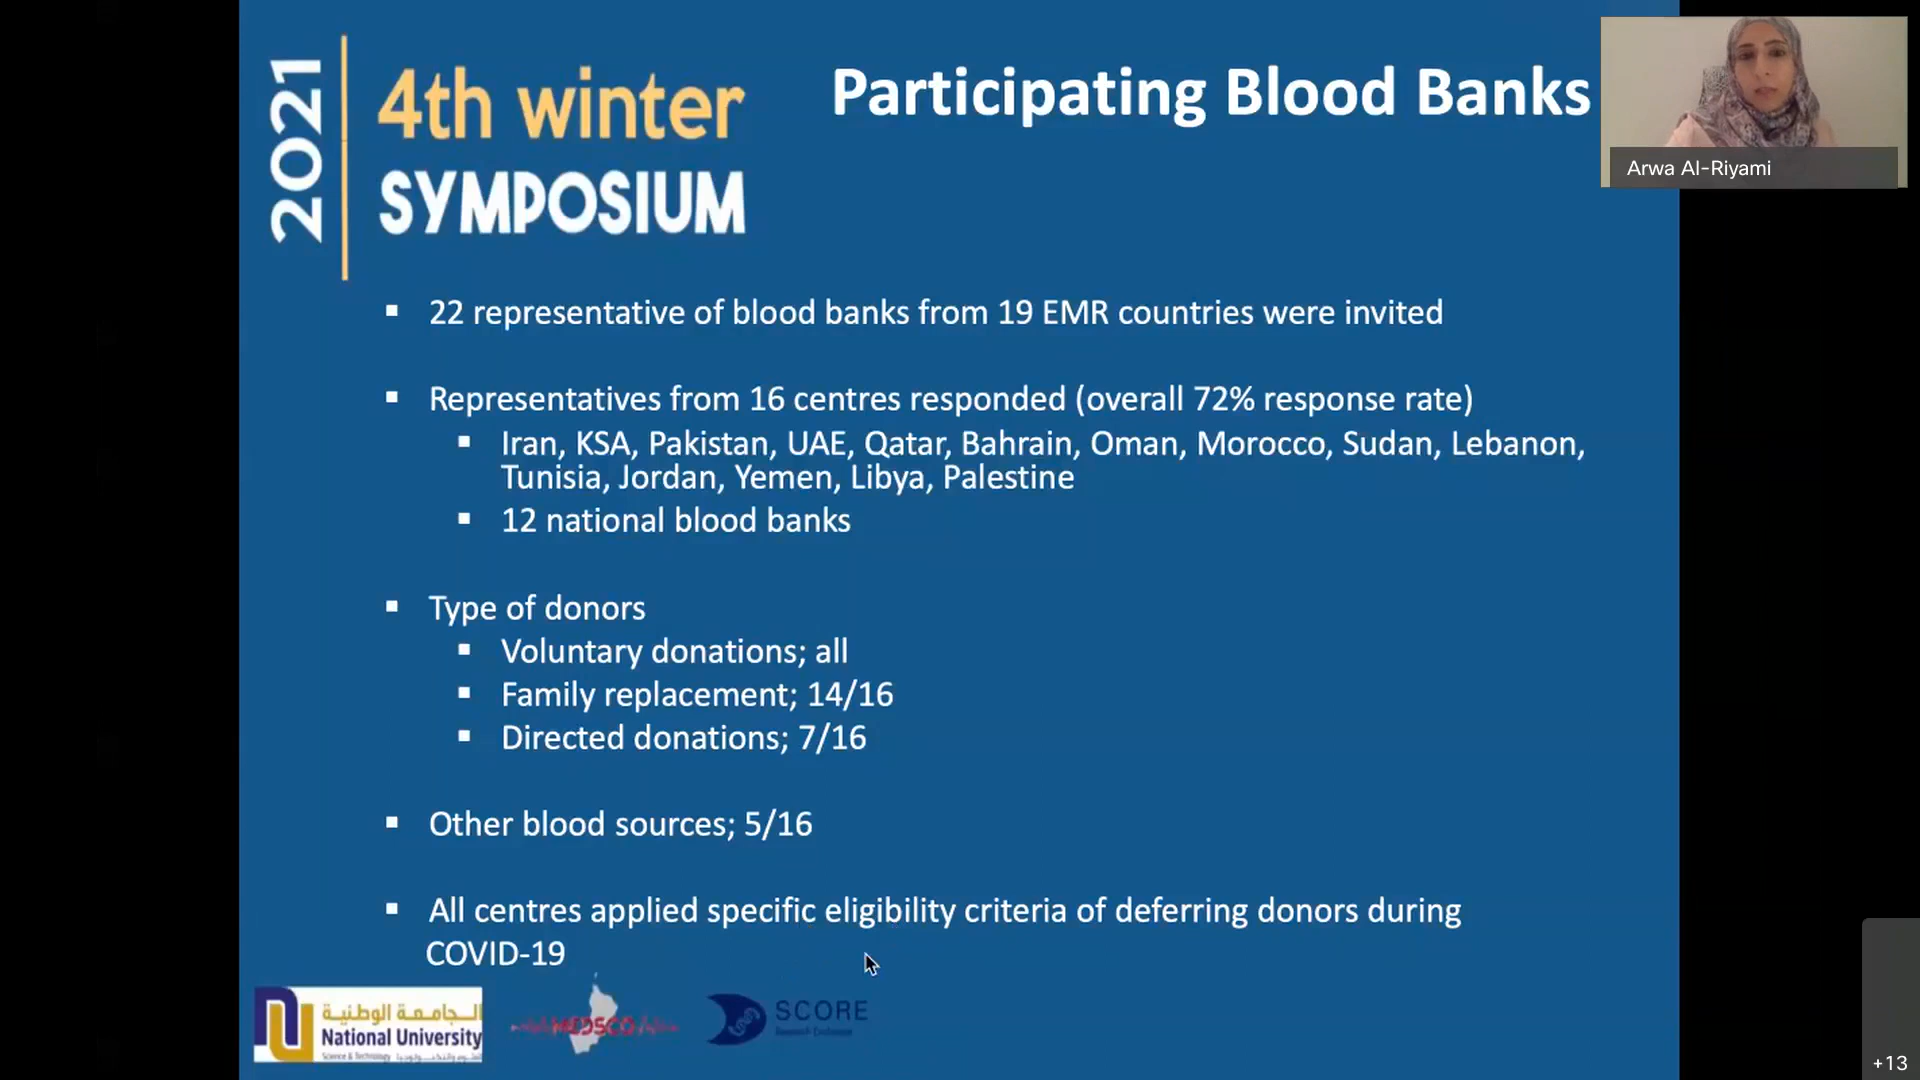 2021
4th winter
SYMPOSIUM
Participating Blood Banks
Arwa Al-Riyami
22 representative of blood banks from 19 EMR countries were invited
Representatives from 16 centres responded (overall 72% response rate)
Iran, KSA, Pakistan, UAE, Qatar, Bahrain, Oman, Morocco, Sudan, Lebanon,
Tunisia, Jordan, Yemen, Libya, Palestine
12 national blood banks
Type of donors
Voluntary donations; all
Family replacement; 14/16
Directed donations; 7/16
Other blood sources; 5/16
All centres applied specific eligibility criteria of deferring donors during
COVID-19
الجامعة الوطنية
National University
Science & Technology
MEDSCO
SCORE
+13